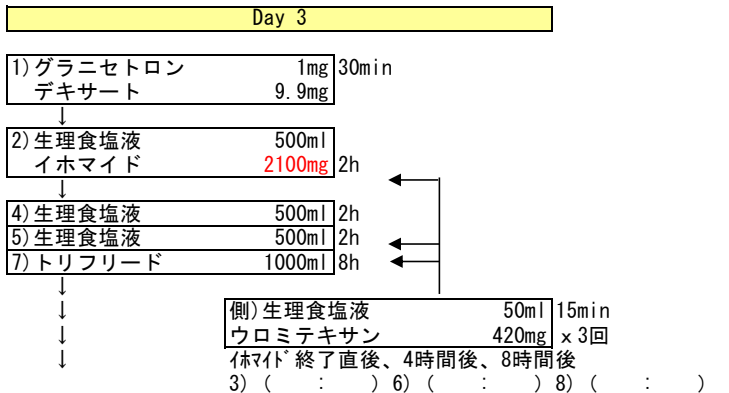 Day 3
1)グラニセトロン 1mg 30min
デキサート 9.9mg
↓
2)生理食塩液 500ml
イホマイド 2100mg 2h
↓
4)生理食塩液 500ml 2h
5)生理食塩液 500ml 2h
7)トリフリード 1000ml 8h
↓
↓ 側)生理食塩液 50ml 15min
↓ ウロミテキサン 420mg x3回
↓ ｲﾎﾏｲﾄﾞ終了直後、4時間後、8時間後
3) ( : ) 6) ( : ) 8) ( : )